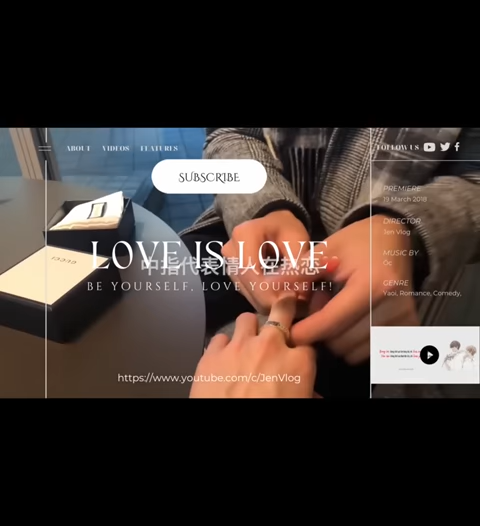 ABOUT VIDEOS FEATURES
FOLLOW US
SUBSCRIBE
LOVE IS LOVE
中指代表情人在热恋
BE YOURSELF, LOVE YOURSELF!
https://www.youtube.com/c/JenVlog
PREMIERE
19 March 2018
DIRECTOR
Jen Vlog
MUSIC BY
GENRE
Yaoi, Romance, Comedy,
GUCCI